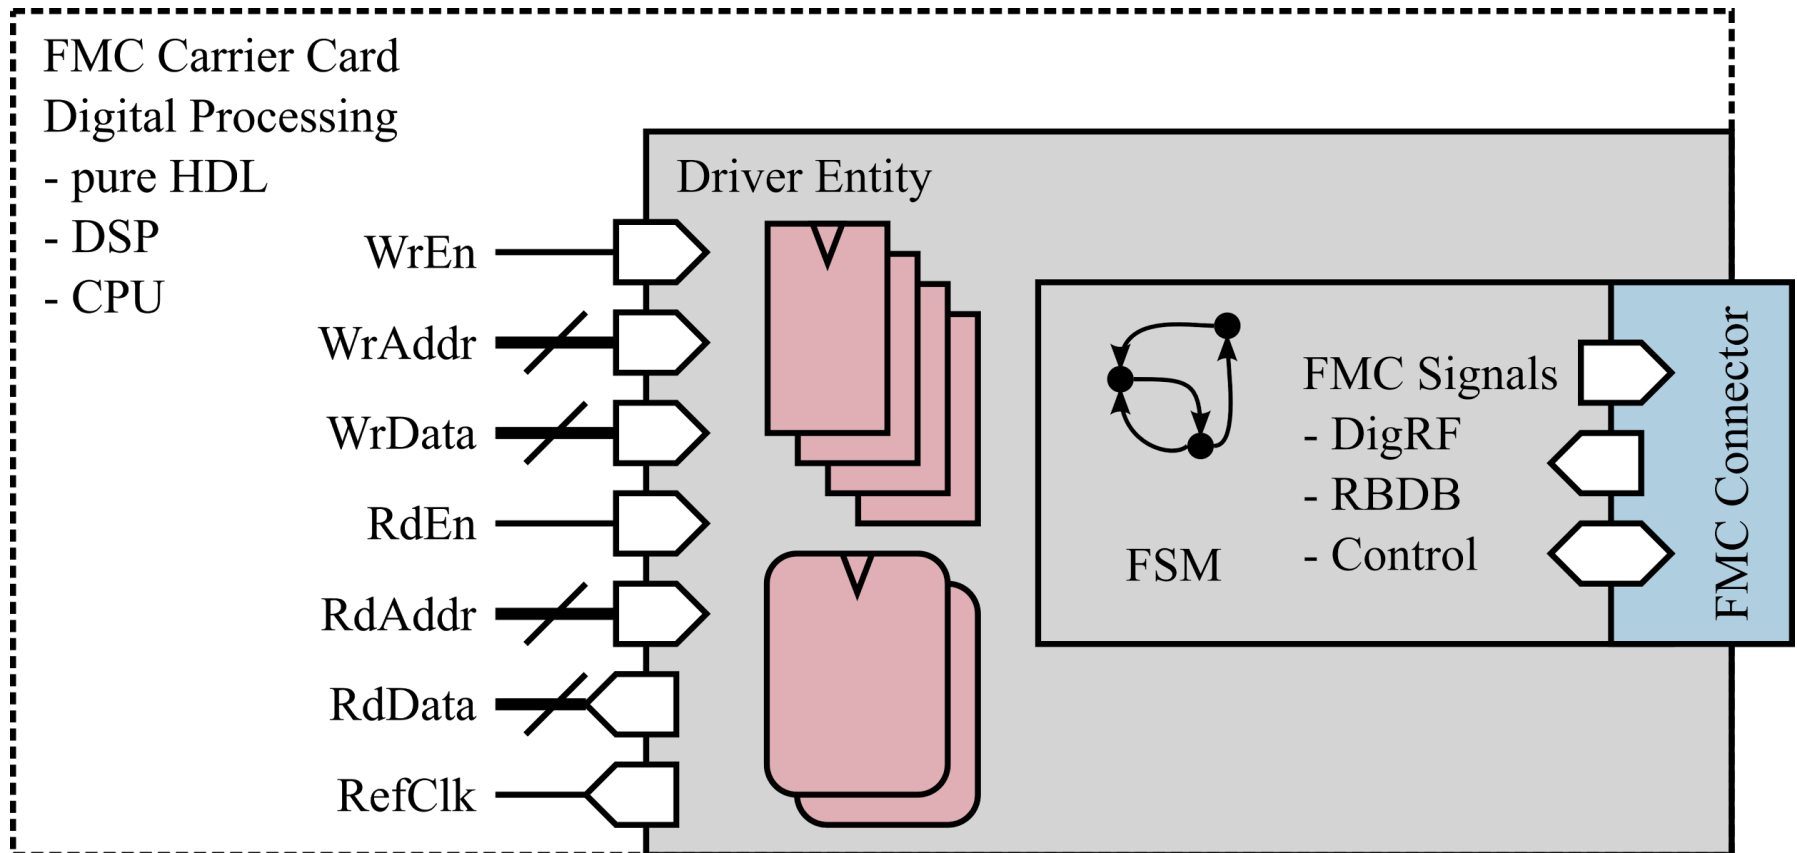 FMC Carrier Card
Digital Processing
- pure HDL
- DSP
- CPU
Driver Entity
WrEn
WrAddr
WrData
RdEn
RdAddr
RdData
RefClk
FSM
FMC Signals
- DigRF
- RBDB
- Control
FMC Connector